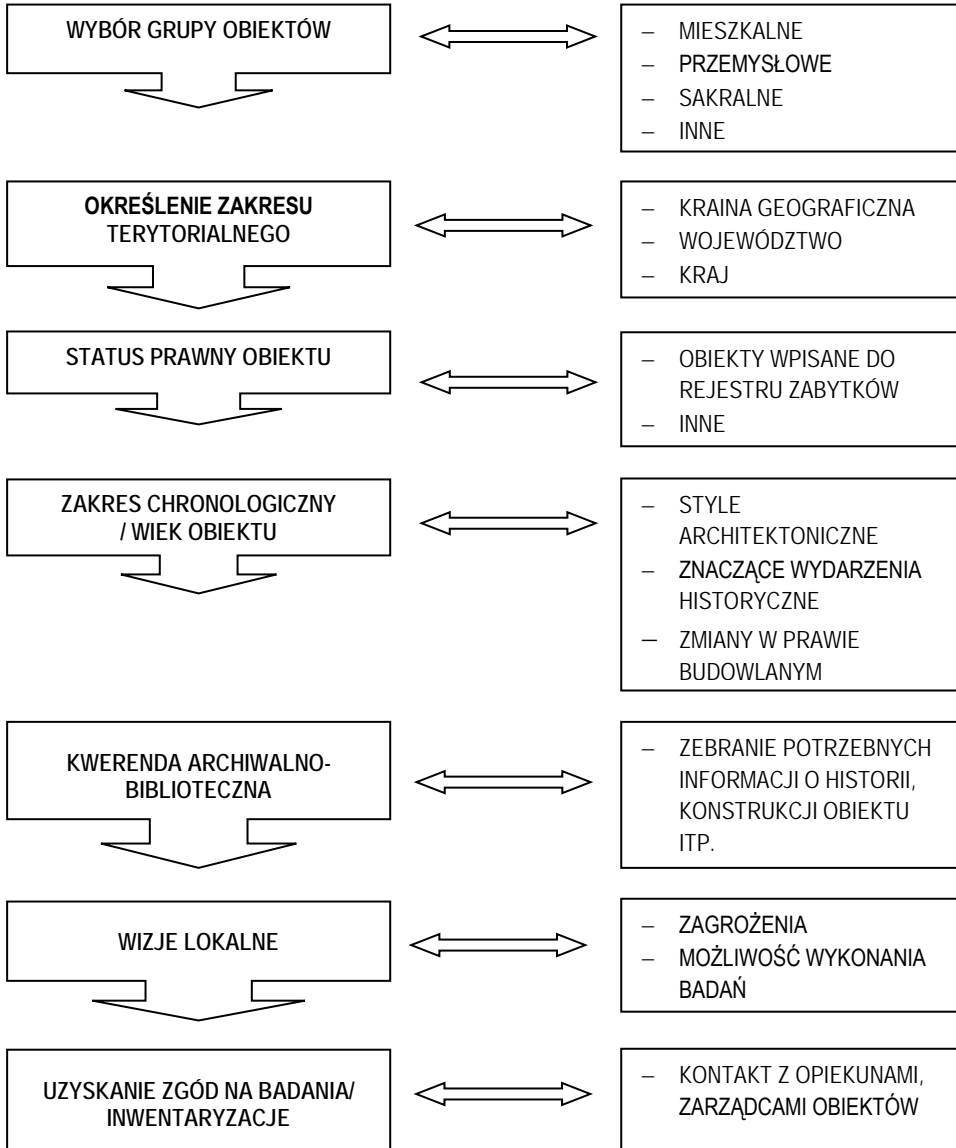 WYBÓR GRUPY OBIEKTÓW
– MIESZKALNE
– PRZEMYSŁOWE
– SAKRALNE
– INNE
OKREŚLENIE ZAKRESU
TERYTORIALNEGO
– KRAINA GEOGRAFICZNA
– WOJEWÓDZTWO
– KRAJ
STATUS PRAWNY OBIEKTU
– OBIEKTY WPISANE DO
REJESTRU ZABYTKÓW
– INNE
ZAKRES CHRONOLOGICZNY
/ WIEK OBIEKTU
– STYLE
ARCHITEKTONICZNE
– ZNACZĄCE WYDARZENIA
HISTORYCZNE
– ZMIANY W PRAWIE
BUDOWLANYM
KWERENDA ARCHIWALNO-
BIBLIOTECZNA
– ZEBRANIE POTRZEBNYCH
INFORMACJI O HISTORII,
KONSTRUKCJI OBIEKTU
ITP.
WIZJE LOKALNE
– ZAGROŻENIA
– MOŻLIWOŚĆ WYKONANIA
BADAŃ
UZYSKANIE ZGÓD NA BADANIA/
INWENTARYZACJE
– KONTAKT Z OPIEKUNAMI,
ZARZĄDCAMI OBIEKTÓW